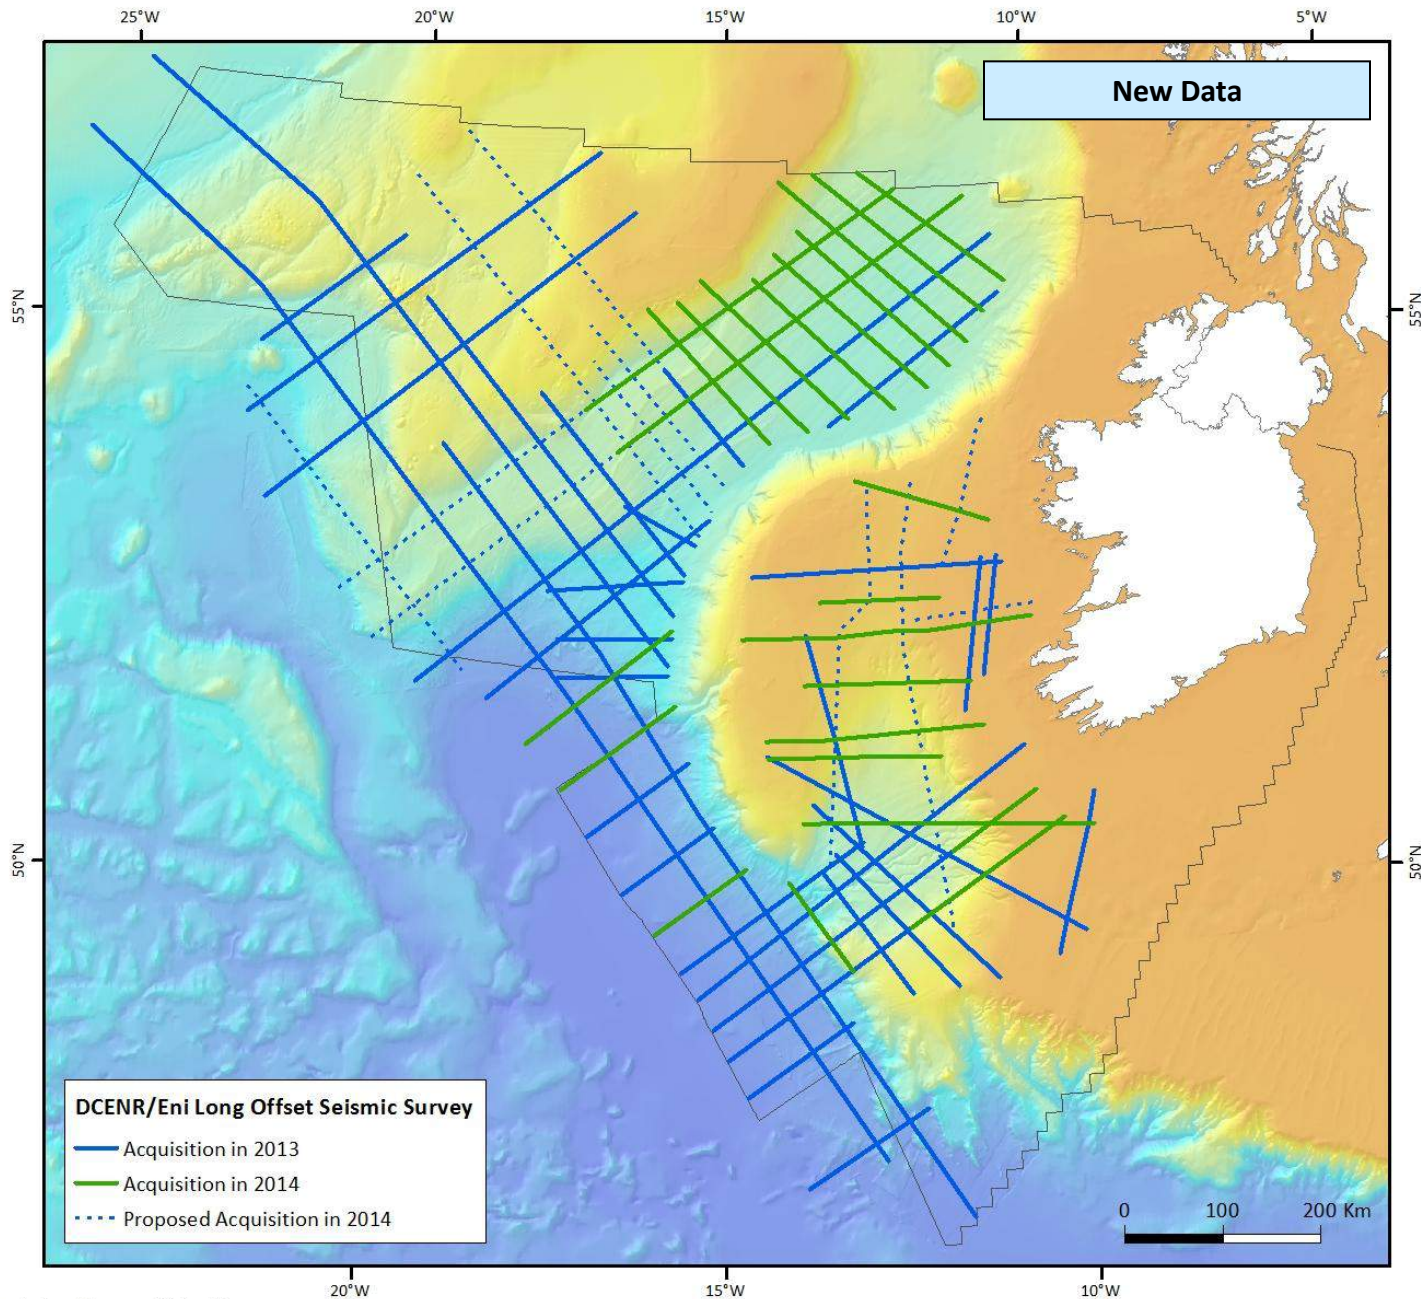 25°W 20°W 15°W 10°W 5°W
New Data
55°N 55°N
50°N 50°N
DCENR/Eni Long Offset Seismic Survey
Acquisition in 2013
Acquisition in 2014
Proposed Acquisition in 2014
0 100 200 Km
20°W 15°W 10°W